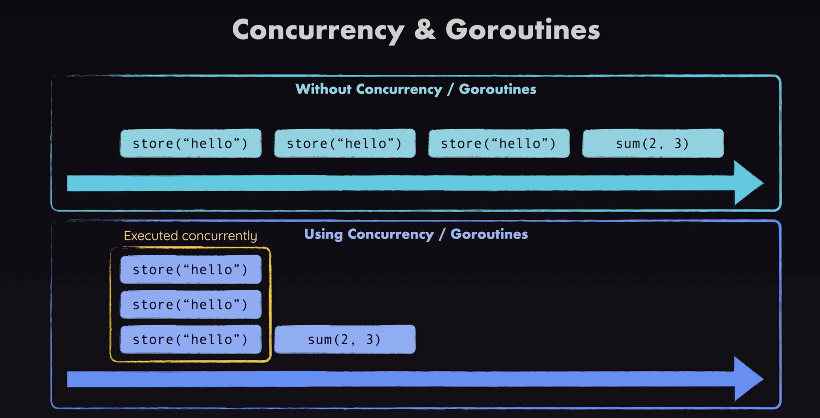 Concurrency & Goroutines
Without Concurrency / Goroutines
store(“hello”) store(“hello”) store(“hello”) sum(2, 3)
Executed concurrently
Using Concurrency / Goroutines
store(“hello”)
store(“hello”)
store(“hello”) sum(2, 3)